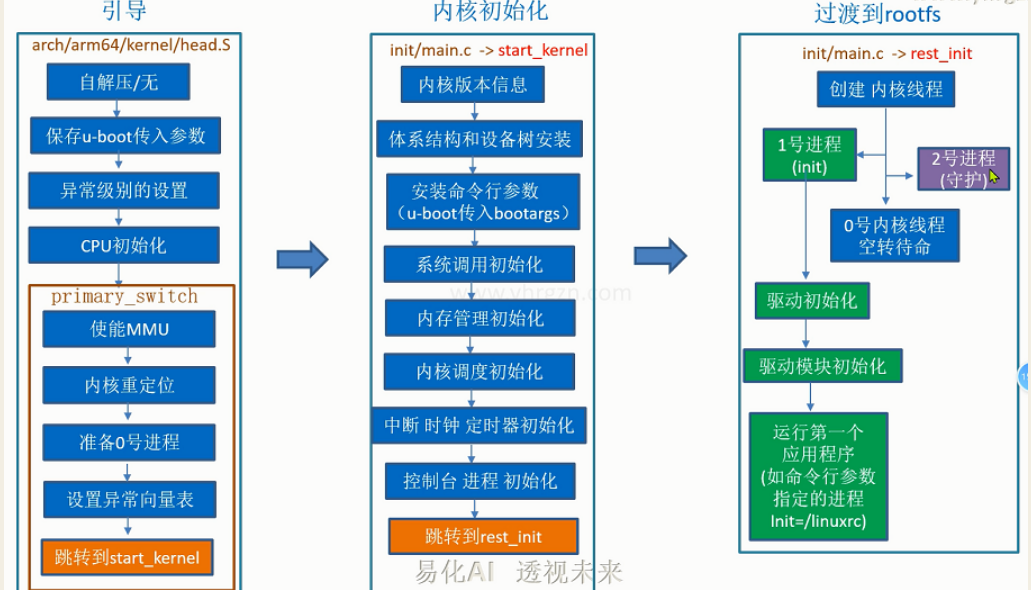 引导
arch/arm64/kernel/head.S
自解压/无
保存u-boot传入参数
异常级别的设置
CPU初始化
primary_switch
使能MMU
内核重定位
准备0号进程
设置异常向量表
跳转到start_kernel
内核初始化
init/main.c -> start_kernel
内核版本信息
体系结构和设备树安装
安装命令行参数
（u-boot传入bootargs）
系统调用初始化
内存管理初始化
内核调度初始化
中断 时钟 定时器初始化
控制台 进程 初始化
跳转到rest_init
过渡到rootfs
init/main.c -> rest_init
创建 内核线程
1号进程
(init)
2号进程
(守护)
0号内核线程
空转待命
驱动初始化
驱动模块初始化
运行第一个
应用程序
(如命令行参数
指定的进程
Init=/linuxrc)
易化AI 透视未来